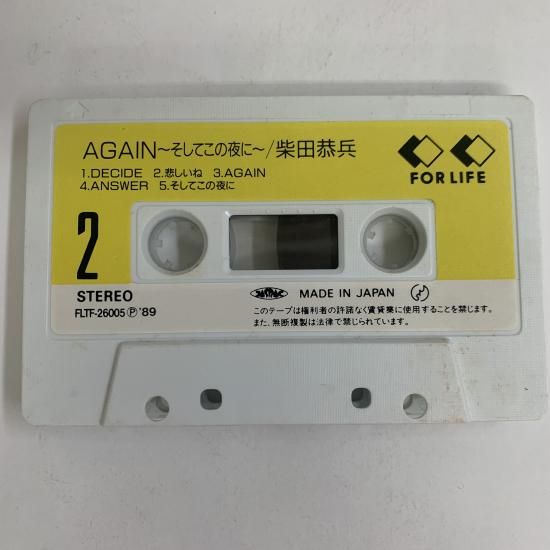 AGAIN〜そしてこの夜に〜/柴田恭兵
1.DECIDE 2.悲しいね 3.AGAIN
4.ANSWER 5.そしてこの夜に
FOR LIFE
2
STEREO
FLTF-26005 Ⓟ'89
MADE IN JAPAN
このテープは権利者の許諾なく賃貸業に使用することを禁じます。
また、無断複製は法律で禁じられています。